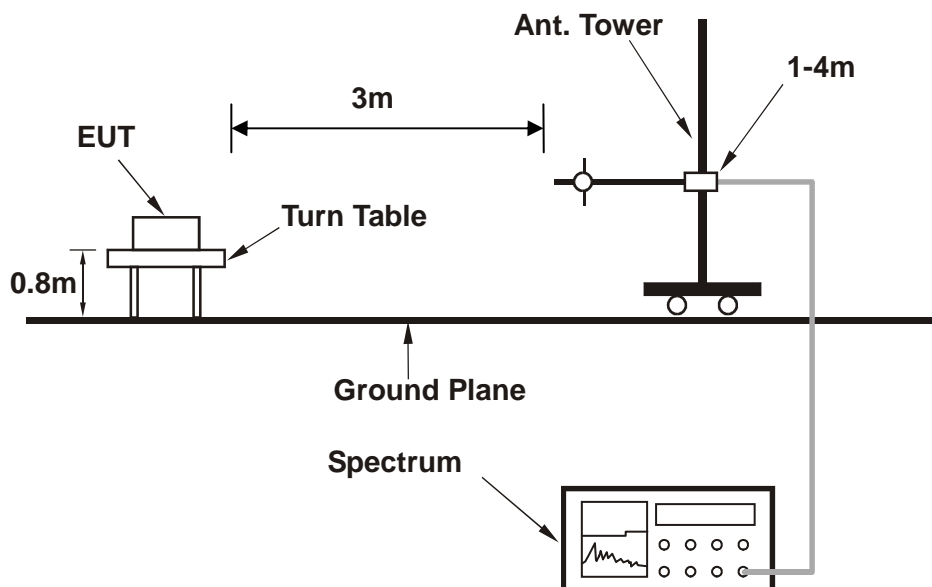 Ant. Tower
1-4m
3m
EUT
Turn Table
0.8m
Ground Plane
Spectrum